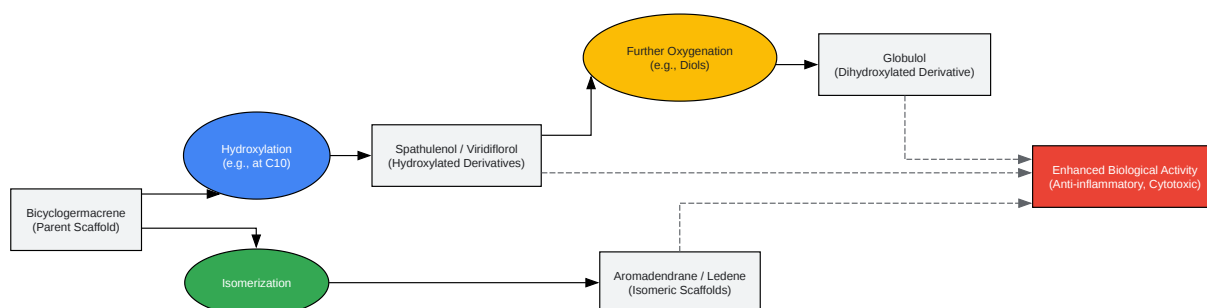 Further Oxygenation
(e.g., Diols)
Globulol
(Dihydroxylated Derivative)
Hydroxylation
(e.g., at C10)
Spathulenol / Viridiflorol
(Hydroxylated Derivatives)
Enhanced Biological Activity
(Anti-inflammatory, Cytotoxic)
Bicyclogermacrene
(Parent Scaffold)
Isomerization
Aromadendrane / Ledene
(Isomeric Scaffolds)